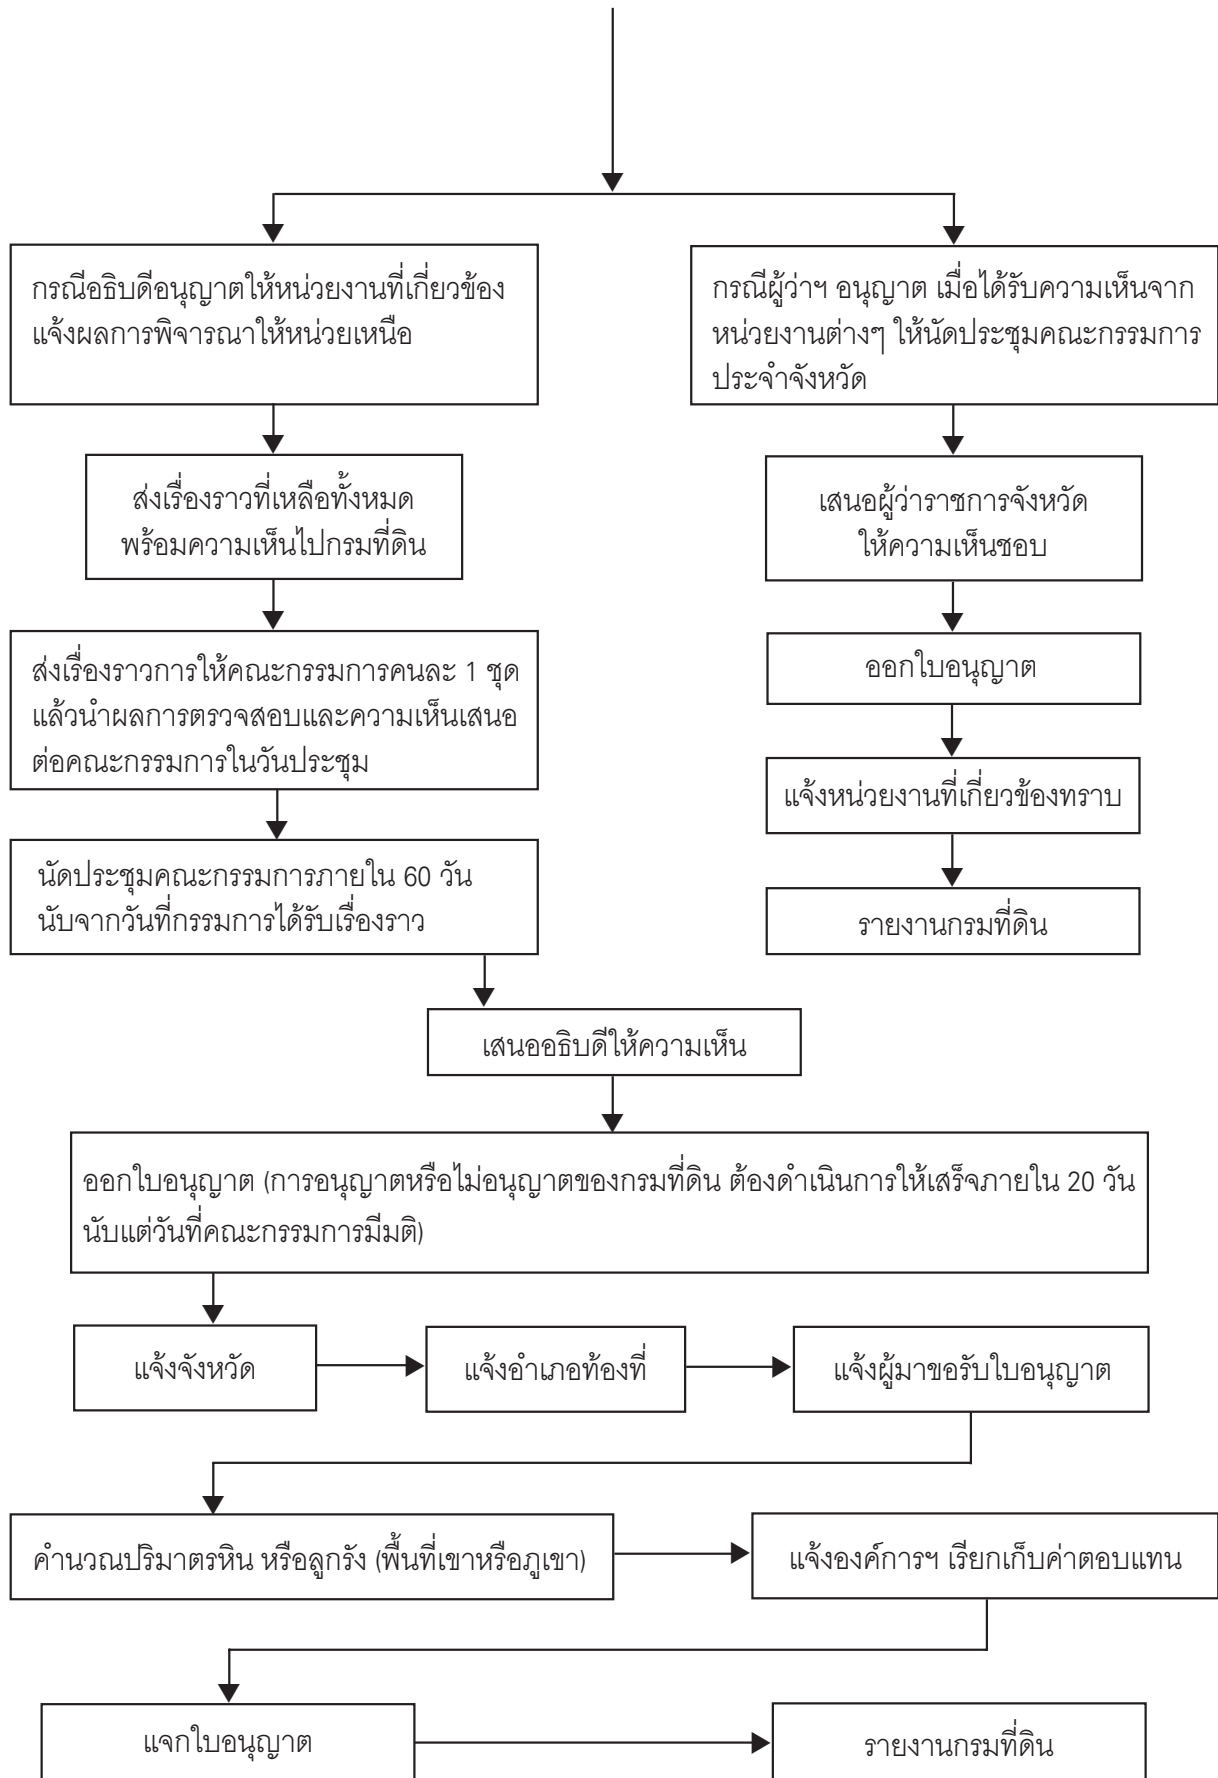 กรณีอธิบดีอนุญาตให้หน่วยงานที่เกี่ยวข้อง
แจ้งผลการพิจารณาให้หน่วยเหนือ
กรณีผู้ว่าฯ อนุญาต เมื่อได้รับความเห็นจาก
หน่วยงานต่างๆ ให้นัดประชุมคณะกรรมการ
ประจำจังหวัด
ส่งเรื่องราวที่เหลือทั้งหมด
พร้อมความเห็นไปกรมที่ดิน
เสนอผู้ว่าราชการจังหวัด
ให้ความเห็นชอบ
ส่งเรื่องราวการให้คณะกรรมการคนละ 1 ชุด
แล้วนำผลการตรวจสอบและความเห็นเสนอ
ต่อคณะกรรมการในวันประชุม
ออกใบอนุญาต
แจ้งหน่วยงานที่เกี่ยวข้องทราบ
นัดประชุมคณะกรรมการภายใน 60 วัน
นับจากวันที่กรรมการได้รับเรื่องราว
รายงานกรมที่ดิน
เสนออธิบดีให้ความเห็น
ออกใบอนุญาต (การอนุญาตหรือไม่อนุญาตของกรมที่ดิน ต้องดำเนินการให้เสร็จภายใน 20 วัน
นับแต่วันที่คณะกรรมการมีมติ)
แจ้งจังหวัด
แจ้งอำเภอท้องที่
แจ้งผู้มาขอรับใบอนุญาต
คำนวณปริมาตรหิน หรือลูกรัง (พื้นที่เขาหรือภูเขา)
แจ้งองค์การฯ เรียกเก็บค่าตอบแทน
แจกใบอนุญาต
รายงานกรมที่ดิน